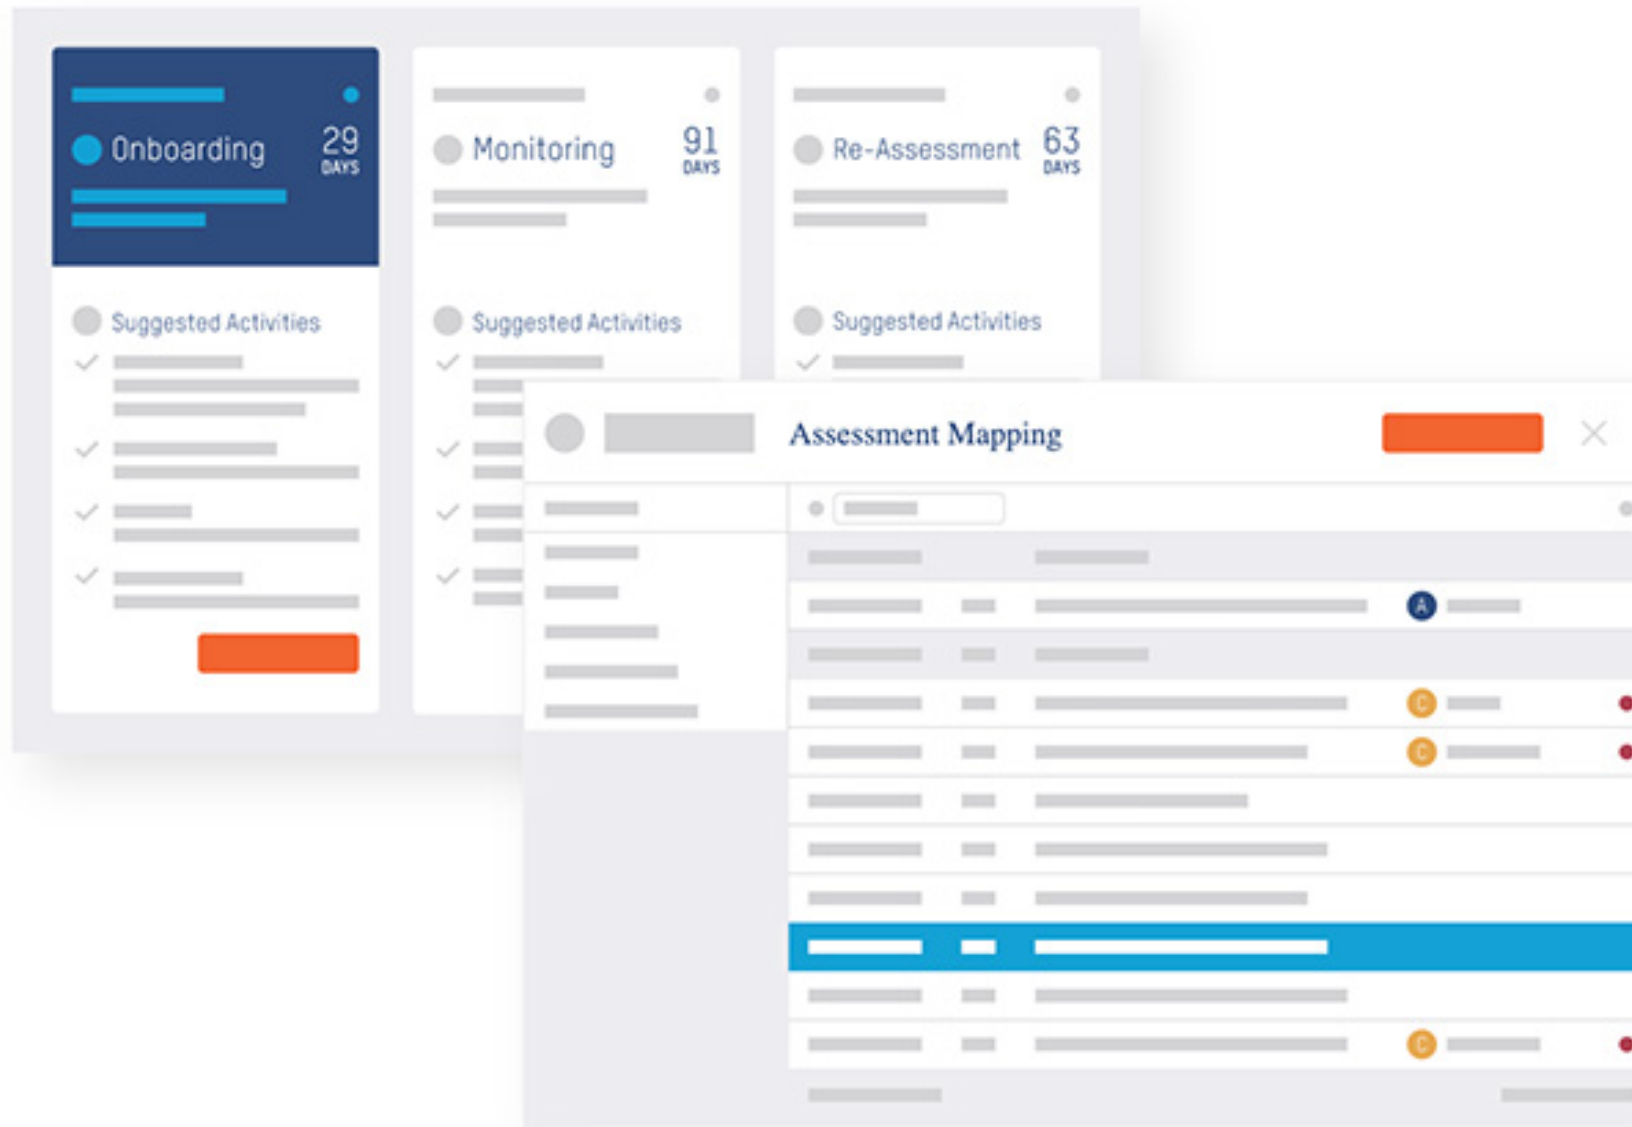 Onboarding
29
DAYS
Monitoring
91
DAYS
Re-Assessment
63
DAYS
Suggested Activities
Suggested Activities
Suggested Activities
Assessment Mapping
A
C
C
C